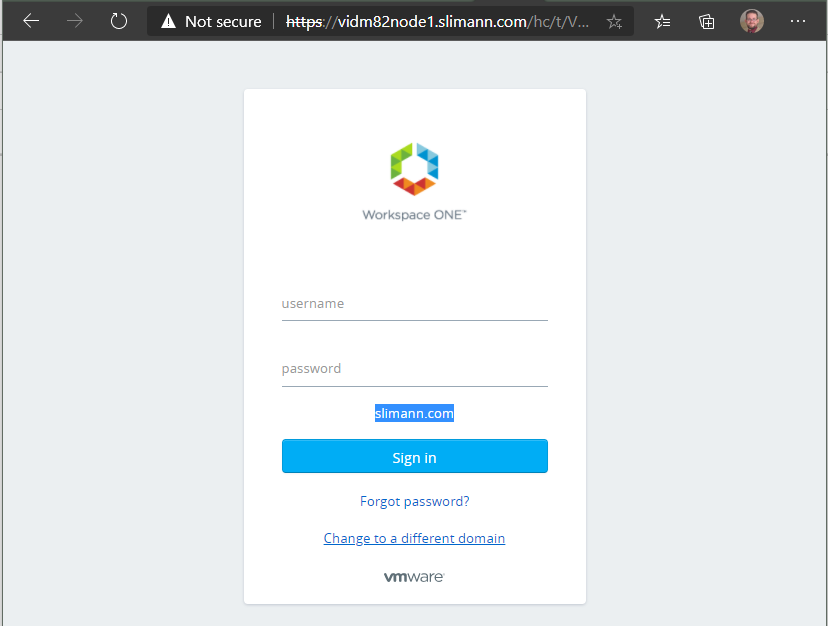 Not secure https://vidm82node1.slimann.com/hc/t/V...
Workspace ONE™
username
password
slimann.com
Sign in
Forgot password?
Change to a different domain
vmware